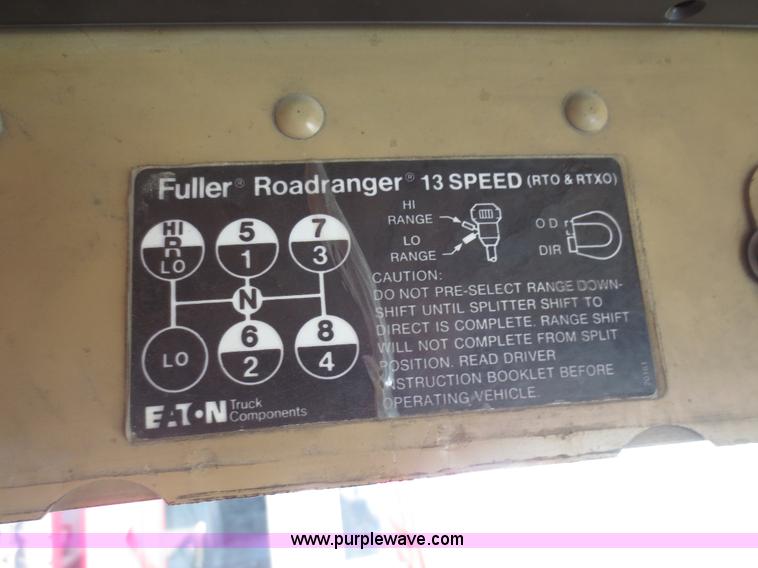 Fuller® Roadranger® 13 SPEED (RTO & RTXO)
HI
R
LO
5
1
7
3
N
LO
6
2
8
4
EATON Truck
Components
HI
RANGE
LO
RANGE
OD
DIR
CAUTION:
DO NOT PRE-SELECT RANGE DOWN-
SHIFT UNTIL SPLITTER SHIFT TO
DIRECT IS COMPLETE. RANGE SHIFT
WILL NOT COMPLETE FROM SPLIT
POSITION. READ DRIVER
INSTRUCTION BOOKLET BEFORE
OPERATING VEHICLE.
www.purplewave.com